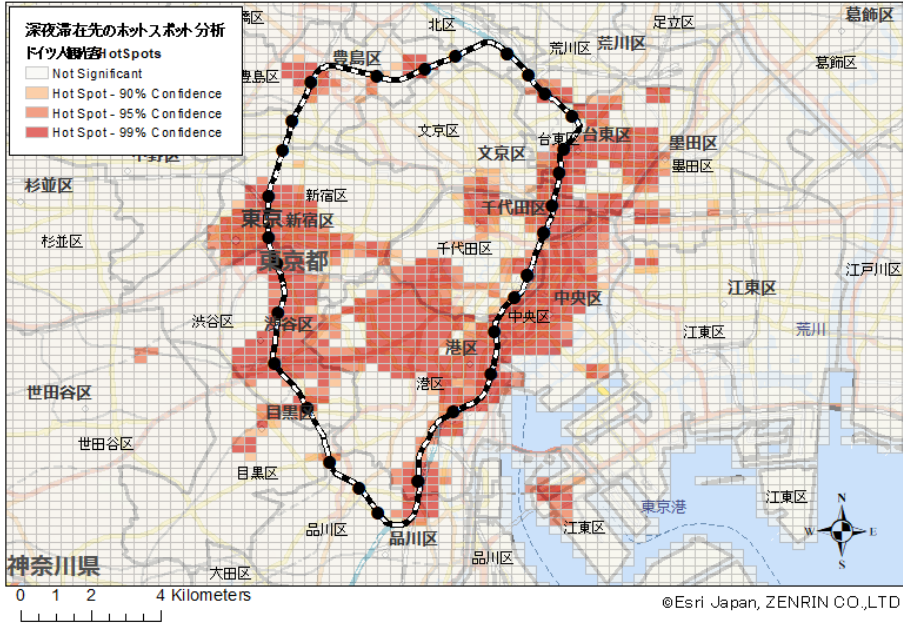 深夜滞在先のホットスポット分析
ドイツ人観光客HotSpots
Not Significant
Hot Spot - 90% Confidence
Hot Spot - 95% Confidence
Hot Spot - 99% Confidence
北区
足立区
葛飾区
荒川区
荒川区
豊島区
豊島区
葛飾区
文京区
台東区
台東区
文京区
墨田区
墨田区
中野区
杉並区
新宿区
東京
新宿区
千代田区
杉並区
千代田区
東京都
江戸川区
江東区
中央区
渋谷区
中央区
渋谷区
荒川
江東区
港区
港区
世田谷区
目黒区
世田谷区
目黒区
江東区
東京港
品川区
江東区
品川区
品川区
神奈川県
大田区
N
W
E
S
0 1 2 4 Kilometers
©Esri Japan, ZENRIN CO.,LTD